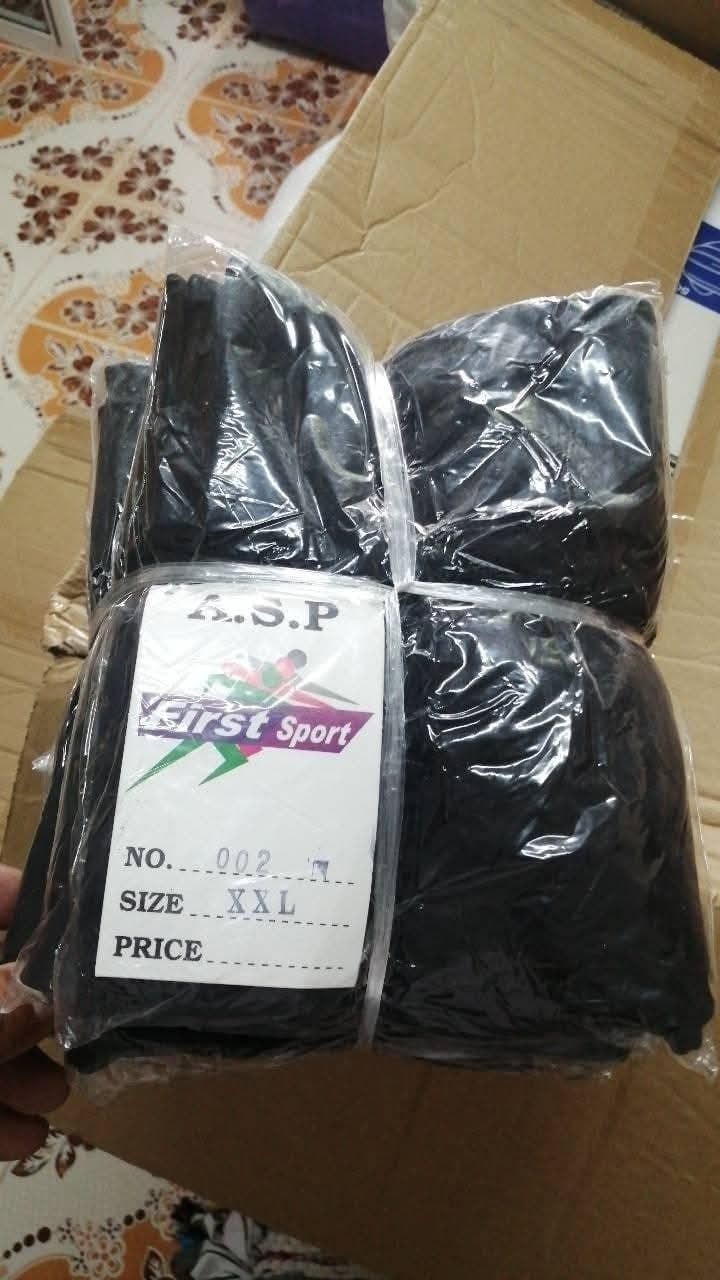 A.S.P
First Sport
NO. 002
SIZE XXL
PRICE